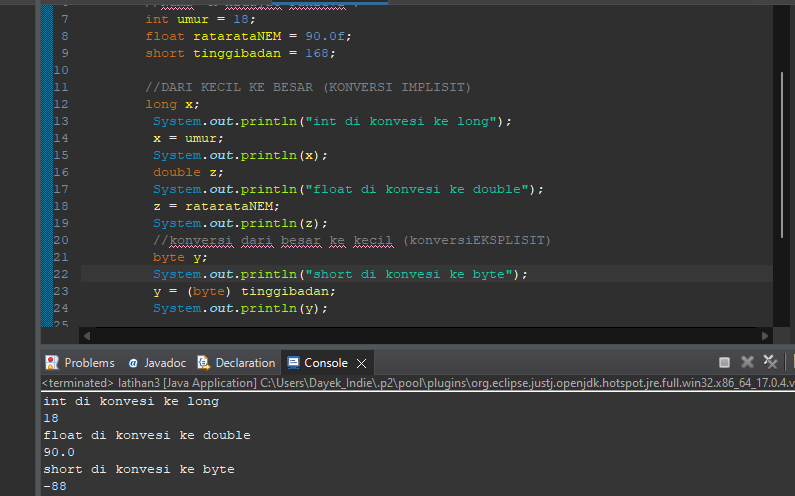 7 int umur = 18;
8 float ratarataNEM = 90.0f;
9 short tinggibadan = 168;
10
11 //DARI KECIL KE BESAR (KONVERSI IMPLISIT)
12 long x;
13 System.out.println("int di konvesi ke long");
14 x = umur;
15 System.out.println(x);
16 double z;
17 System.out.println("float di konvesi ke double");
18 z = ratarataNEM;
19 System.out.println(z);
20 //konversi dari besar ke kecil (konversiEKSPLISIT)
21 byte y;
22 System.out.println("short di konvesi ke byte");
23 y = (byte) tinggibadan;
24 System.out.println(y);
25
Problems Javadoc Declaration Console
<terminated> latihan3 [Java Application] C:\Users\Dayek_Indie\.p2\pool\plugins\org.eclipse.justj.openjdk.hotspot.jre.full.win32.x86_64_17.0.4.v
int di konvesi ke long
18
float di konvesi ke double
90.0
short di konvesi ke byte
-88